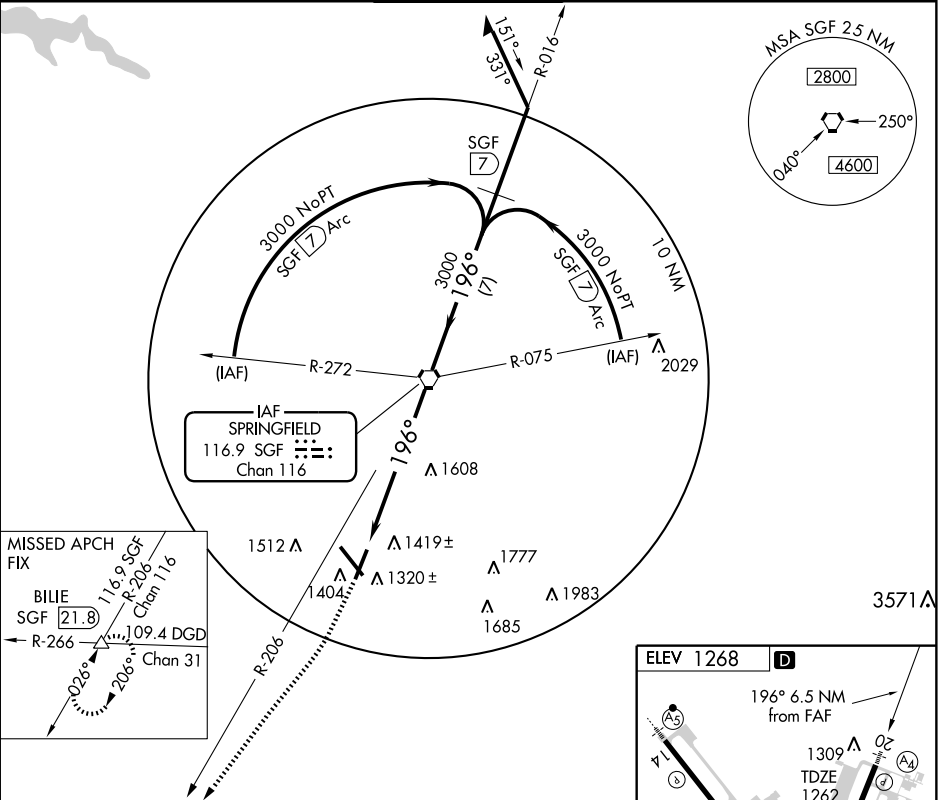 151°
331°
R-016
MSA SGF 25 NM
2800
250°
040°
4600
SGF
7
3000 NoPT
SGF 7 Arc
3000 NoPT
SGF 7 Arc
10 NM
3000
196°
(7)
(IAF)
R-272
R-075
(IAF)
2029
IAF
SPRINGFIELD
116.9 SGF
Chan 116
196°
1608
1512
1419±
1404
1320±
1777
1983
1685
3571
R-206
MISSED APCH
FIX
116.9 SGF
R-206
Chan 116
BILIE
SGF 21.8
R-266
109.4 DGD
Chan 31
026°
206°
ELEV 1268
D
196° 6.5 NM
from FAF
A5
14
P
1309
20
A4
TDZE
1262
P